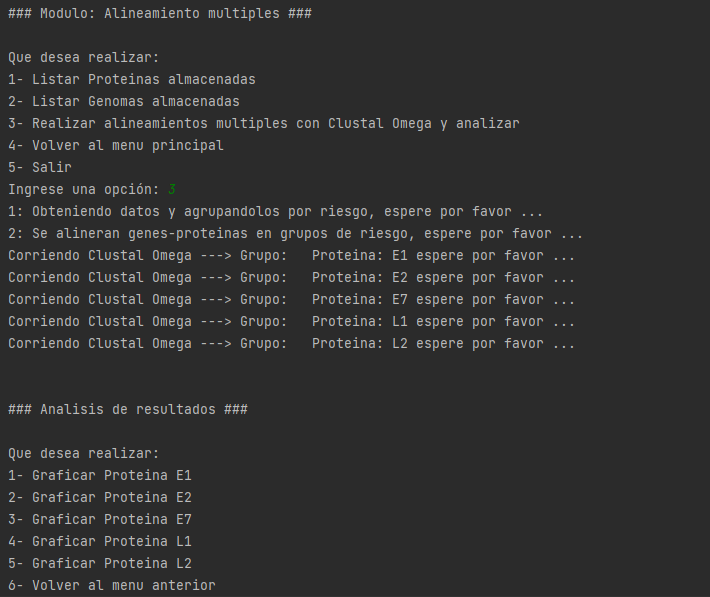 ### Modulo: Alineamiento multiples ###
Que desea realizar:
1- Listar Proteinas almacenadas
2- Listar Genomas almacenadas
3- Realizar alineamientos multiples con Clustal Omega y analizar
4- Volver al menu principal
5- Salir
Ingrese una opción: 3
1: Obteniendo datos y agrupandolos por riesgo, espere por favor ...
2: Se alineran genes-proteinas en grupos de riesgo, espere por favor ...
Corriendo Clustal Omega ---> Grupo:   Proteina: E1 espere por favor ...
Corriendo Clustal Omega ---> Grupo:   Proteina: E2 espere por favor ...
Corriendo Clustal Omega ---> Grupo:   Proteina: E7 espere por favor ...
Corriendo Clustal Omega ---> Grupo:   Proteina: L1 espere por favor ...
Corriendo Clustal Omega ---> Grupo:   Proteina: L2 espere por favor ...
### Analisis de resultados ###
Que desea realizar:
1- Graficar Proteina E1
2- Graficar Proteina E2
3- Graficar Proteina E7
4- Graficar Proteina L1
5- Graficar Proteina L2
6- Volver al menu anterior